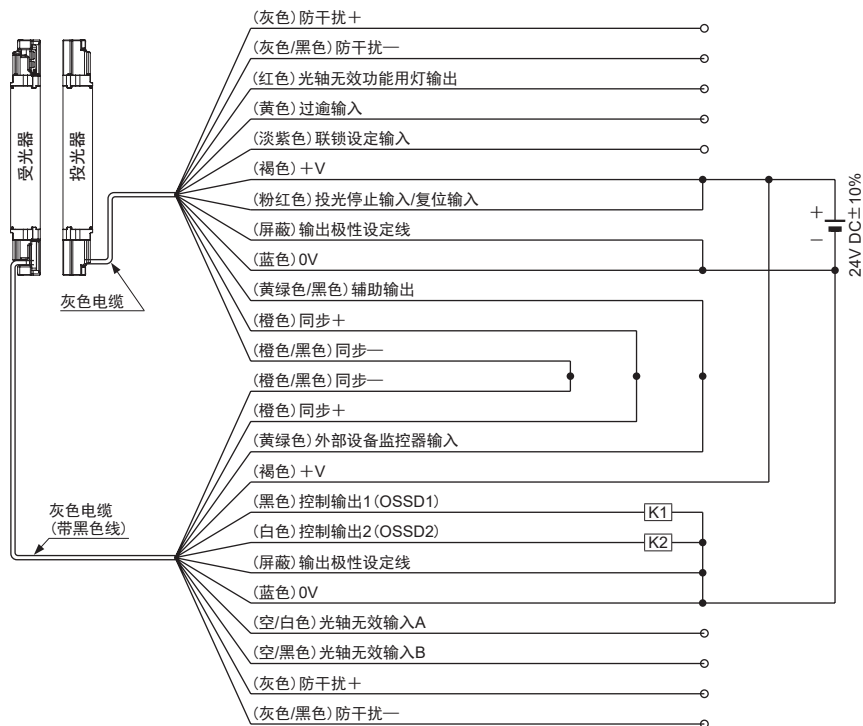 受光器
投光器
灰色电缆
(灰色)防干扰＋
(灰色/黑色)防干扰—
(红色)光轴无效功能用灯输出
(黄色)过逾输入
(淡紫色)联锁设定输入
(褐色)＋V
(粉红色)投光停止输入/复位输入
(屏蔽)输出极性设定线
(蓝色)0V
(黄绿色/黑色)辅助输出
(橙色)同步＋
(橙色/黑色)同步—
(橙色/黑色)同步—
(橙色)同步＋
(黄绿色)外部设备监控器输入
(褐色)＋V
(黑色)控制输出1(OSSD1)
K1
(白色)控制输出2(OSSD2)
K2
(屏蔽)输出极性设定线
(蓝色)0V
(空/白色)光轴无效输入A
(空/黑色)光轴无效输入B
(灰色)防干扰＋
(灰色/黑色)防干扰—
灰色电缆
(带黑色线)
＋
－
24V DC±10%